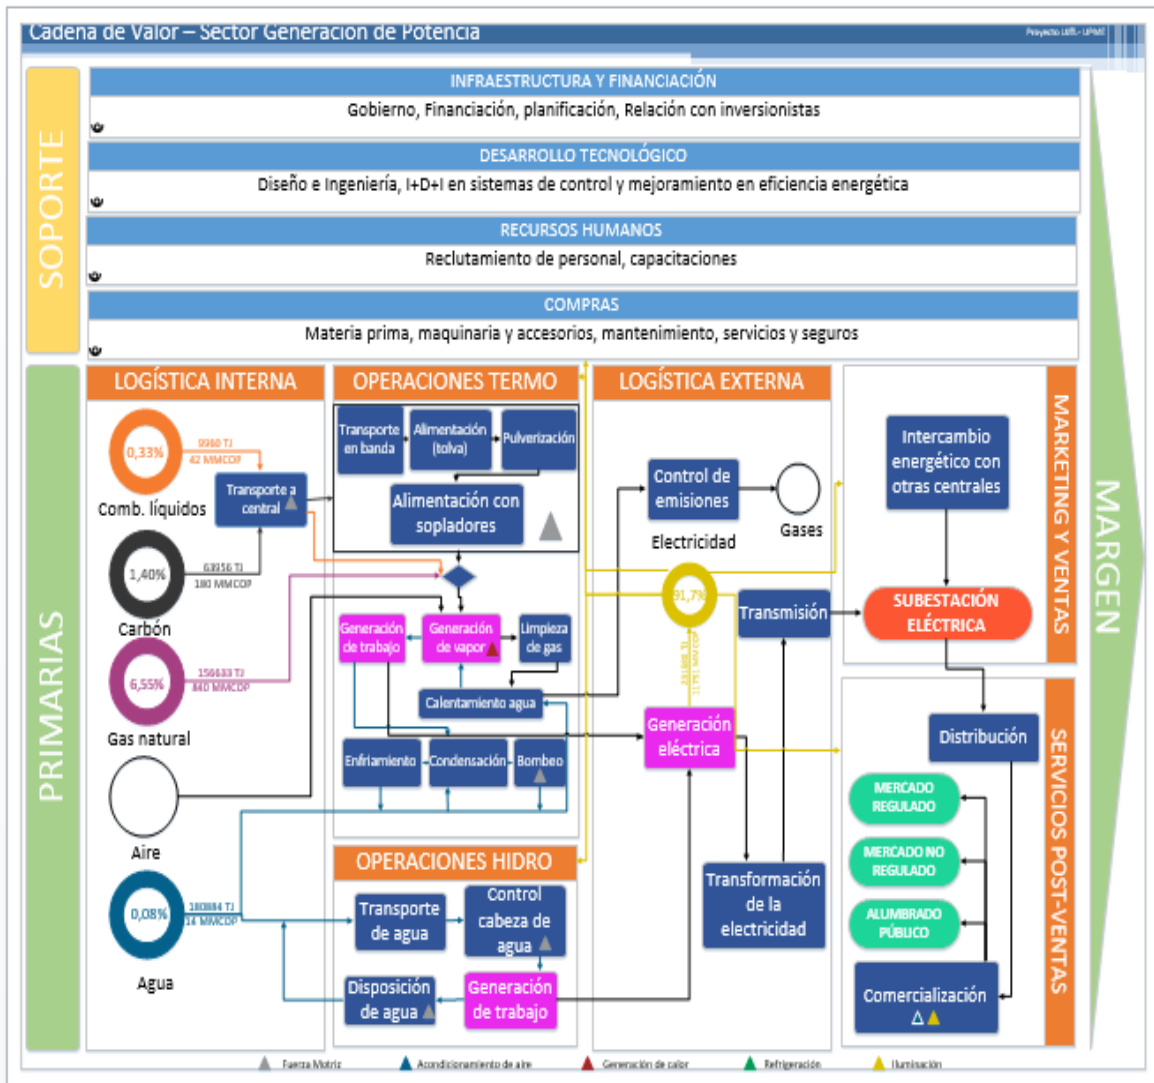 Cadena de Valor – Sector Generación de Potencia
Proyecto UdeA - UPME
SOPORTE
INFRAESTRUCTURA Y FINANCIACIÓN
Gobierno, Financiación, planificación, Relación con inversionistas
DESARROLLO TECNOLÓGICO
Diseño e Ingeniería, I+D+I en sistemas de control y mejoramiento en eficiencia energética
RECURSOS HUMANOS
Reclutamiento de personal, capacitaciones
COMPRAS
Materia prima, maquinaria y accesorios, mantenimiento, servicios y seguros
MARGEN
PRIMARIAS
LOGÍSTICA INTERNA
0,33%
9960 TJ
42 MMCOP
Comb. líquidos
Transporte a
central
1,40%
63956 TJ
180 MMCOP
Carbón
6,55%
156633 TJ
840 MMCOP
Gas natural
Aire
0,08%
180884 TJ
14 MMCOP
Agua
OPERACIONES TERMO
Transporte
en banda
Alimentación
(tolva)
Pulverización
Alimentación con
sopladores
Generación
de trabajo
Generación
de vapor
Limpieza
de gas
Calentamiento agua
Enfriamiento
Condensación
Bombeo
OPERACIONES HIDRO
Transporte
de agua
Control
cabeza de
agua
Disposición
de agua
Generación
de trabajo
LOGÍSTICA EXTERNA
Control de
emisiones
Gases
Electricidad
91,7%
Transmisión
Generación
eléctrica
Transformación
de la
electricidad
MARKETING Y VENTAS
Intercambio
energético con
otras centrales
SUBESTACIÓN
ELÉCTRICA
SERVICIOS POST-VENTAS
Distribución
MERCADO
REGULADO
MERCADO NO
REGULADO
ALUMBRADO
PÚBLICO
Comercialización
Fuerza Motriz
Acondicionamiento de aire
Generación de calor
Refrigeración
Iluminación